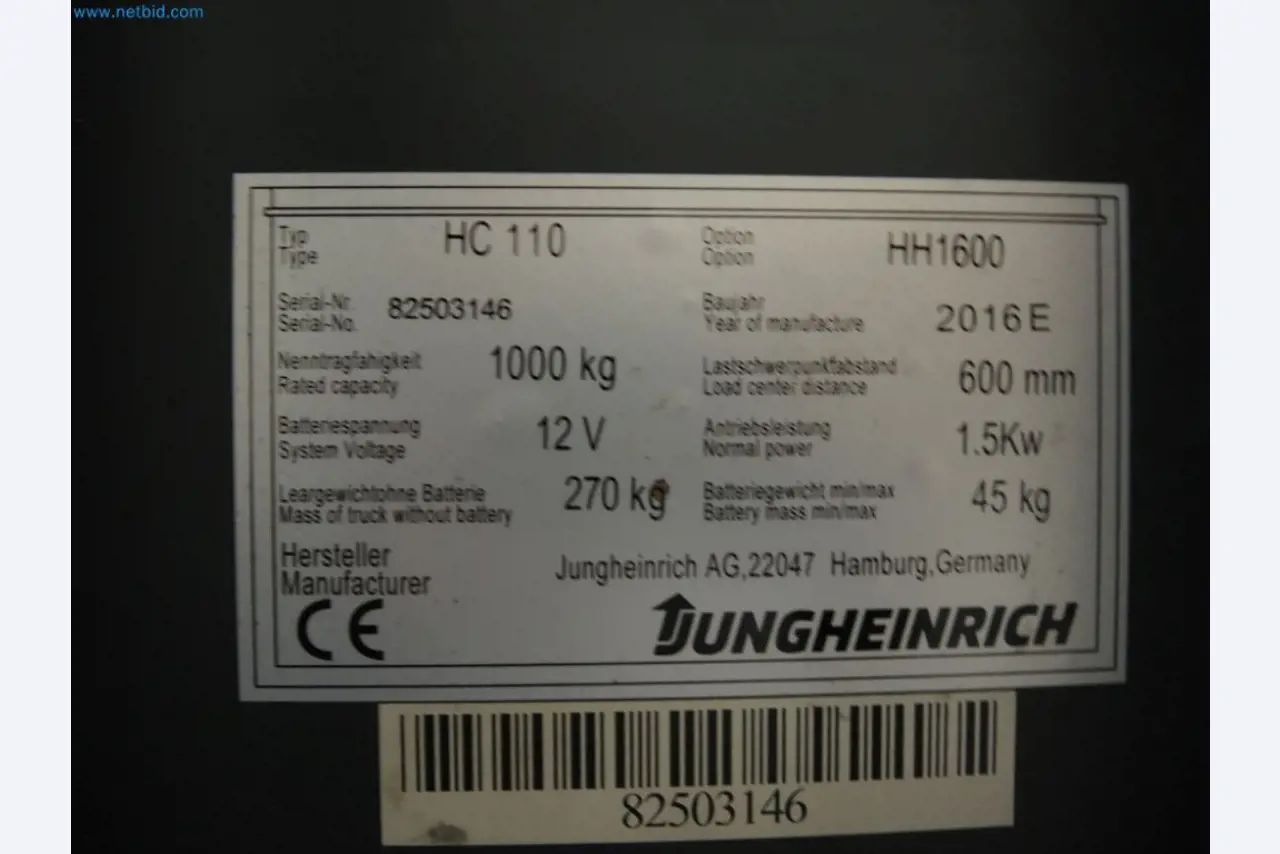 www.netbid.com
Typ HC 110 Option HH1600
Type Option
Serial-Nr. 82503146 Baujahr 2016 E
Serial-No. Year of manufacture
Nenntragfahigkeit 1000 kg Lastschwerpunktfabstand 600 mm
Rated capacity Load center distance
Batteriespannung 12 V Antriebsleistung 1.5Kw
System Voltage Normal power
Leargewichtohne Batterie 270 kg Batteriegewicht min/max 45 kg
Mass of truck without battery Battery mass min/max
Hersteller Jungheinrich AG,22047 Hamburg,Germany
Manufacturer
CE JUNGHEINRICH
82503146